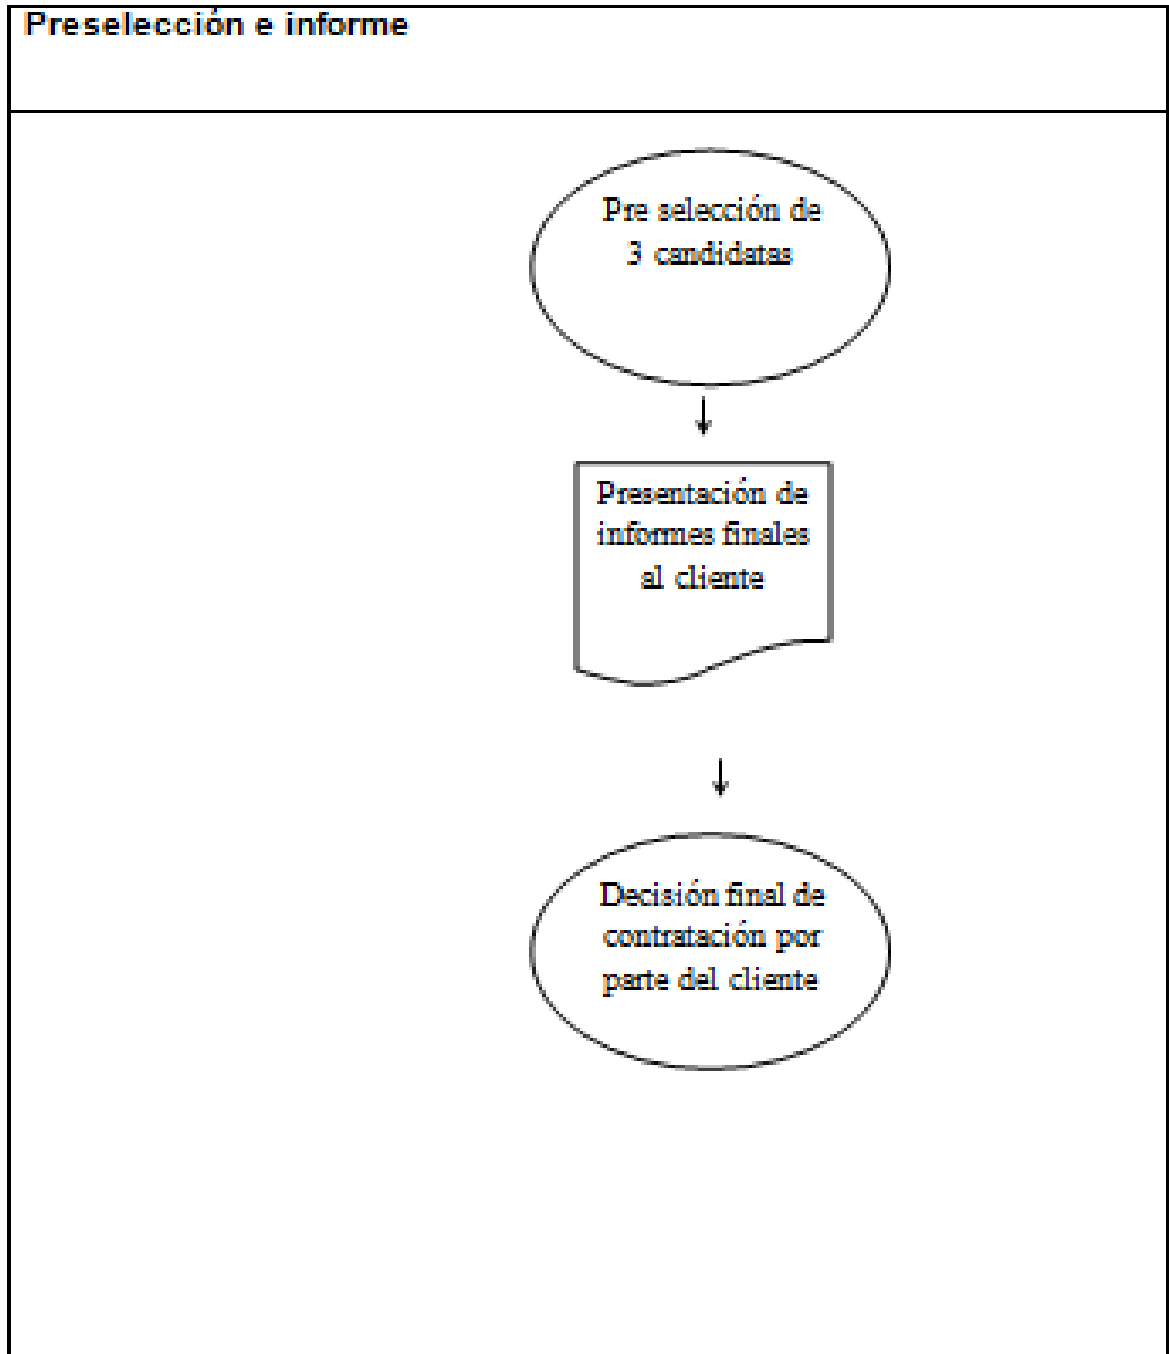 Preselección e informe
Pre selección de
3 candidatas
Presentación de
informes finales
al cliente
Decisión final de
contratación por
parte del cliente